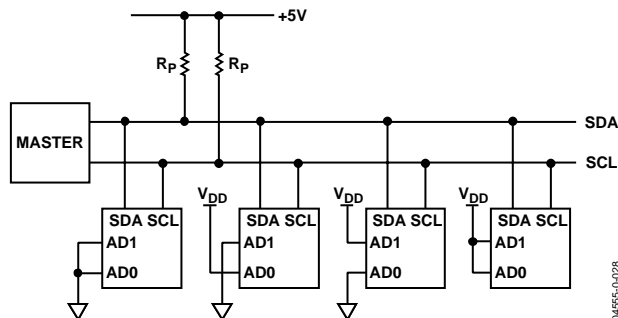 +5V
RP RP
SDA
MASTER
SCL
VDD VDD VDD
SDA SCL SDA SCL SDA SCL SDA SCL
AD1 AD1 AD1 AD1
AD0 AD0 AD0 AD0
04555-0-028